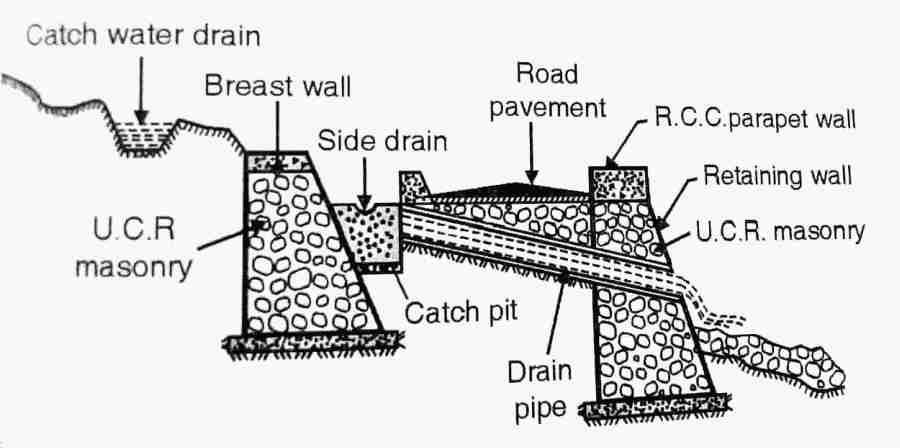 Catch water drain
Breast wall
Side drain
Road
pavement
R.C.C.parapet wall
Retaining wall
U.C.R. masonry
U.C.R
masonry
Catch pit
Drain
pipe